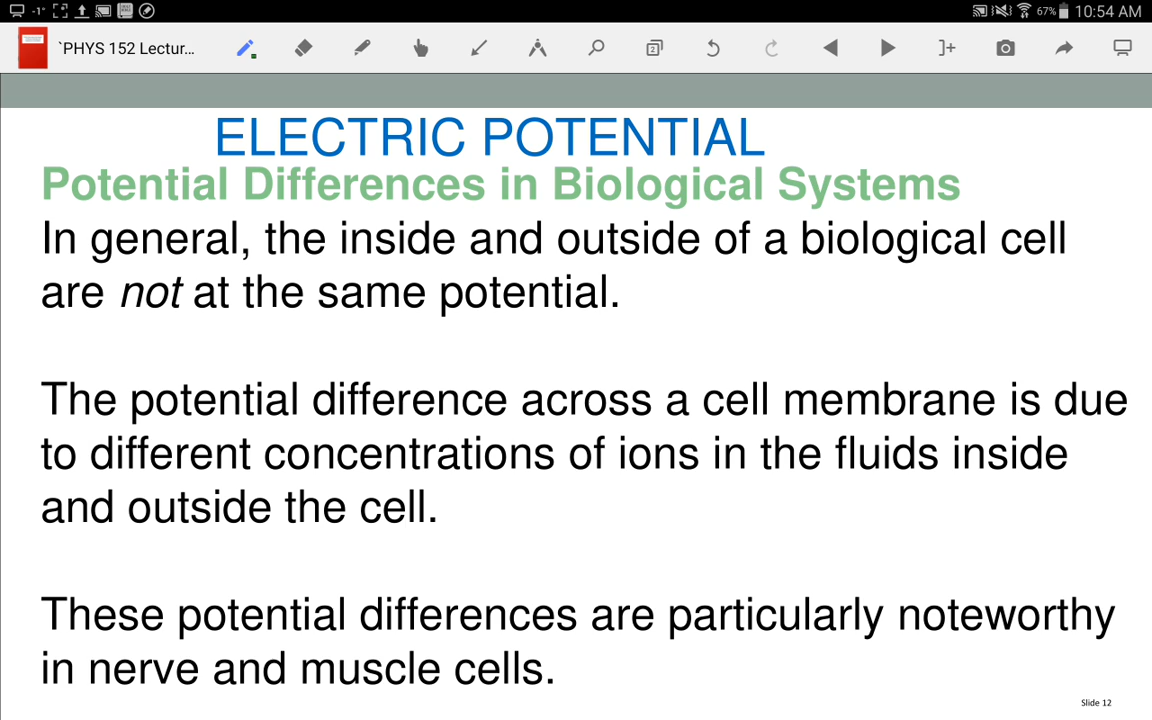 -1°
67%
10:54 AM
`PHYS 152 Lectur...
2
ELECTRIC POTENTIAL
Potential Differences in Biological Systems
In general, the inside and outside of a biological cell
are not at the same potential.
The potential difference across a cell membrane is due
to different concentrations of ions in the fluids inside
and outside the cell.
These potential differences are particularly noteworthy
in nerve and muscle cells.
Slide 12